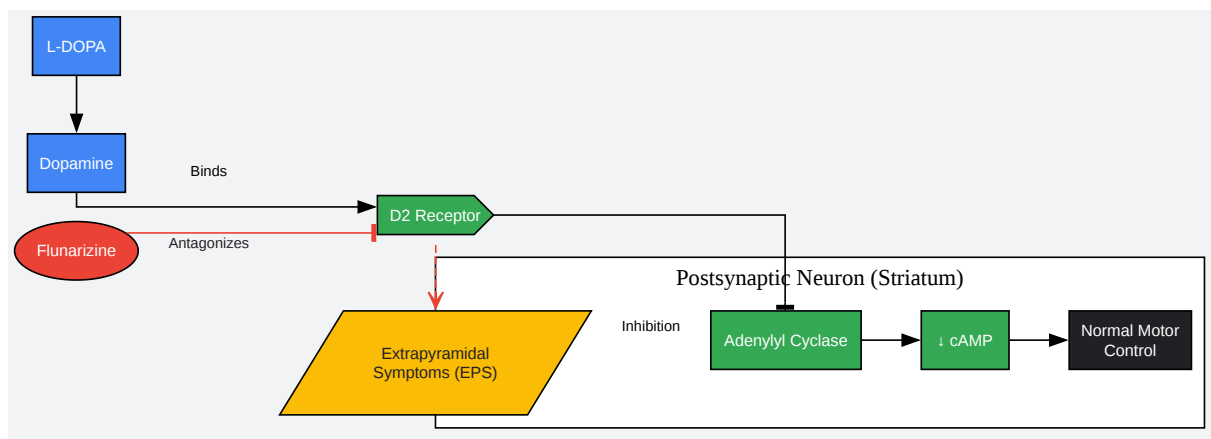 L-DOPA
Dopamine
Binds
D2 Receptor
Flunarizine
Antagonizes
Postsynaptic Neuron (Striatum)
Extrapyramidal
Symptoms (EPS)
Inhibition
Adenylyl Cyclase
↓ cAMP
Normal Motor
Control